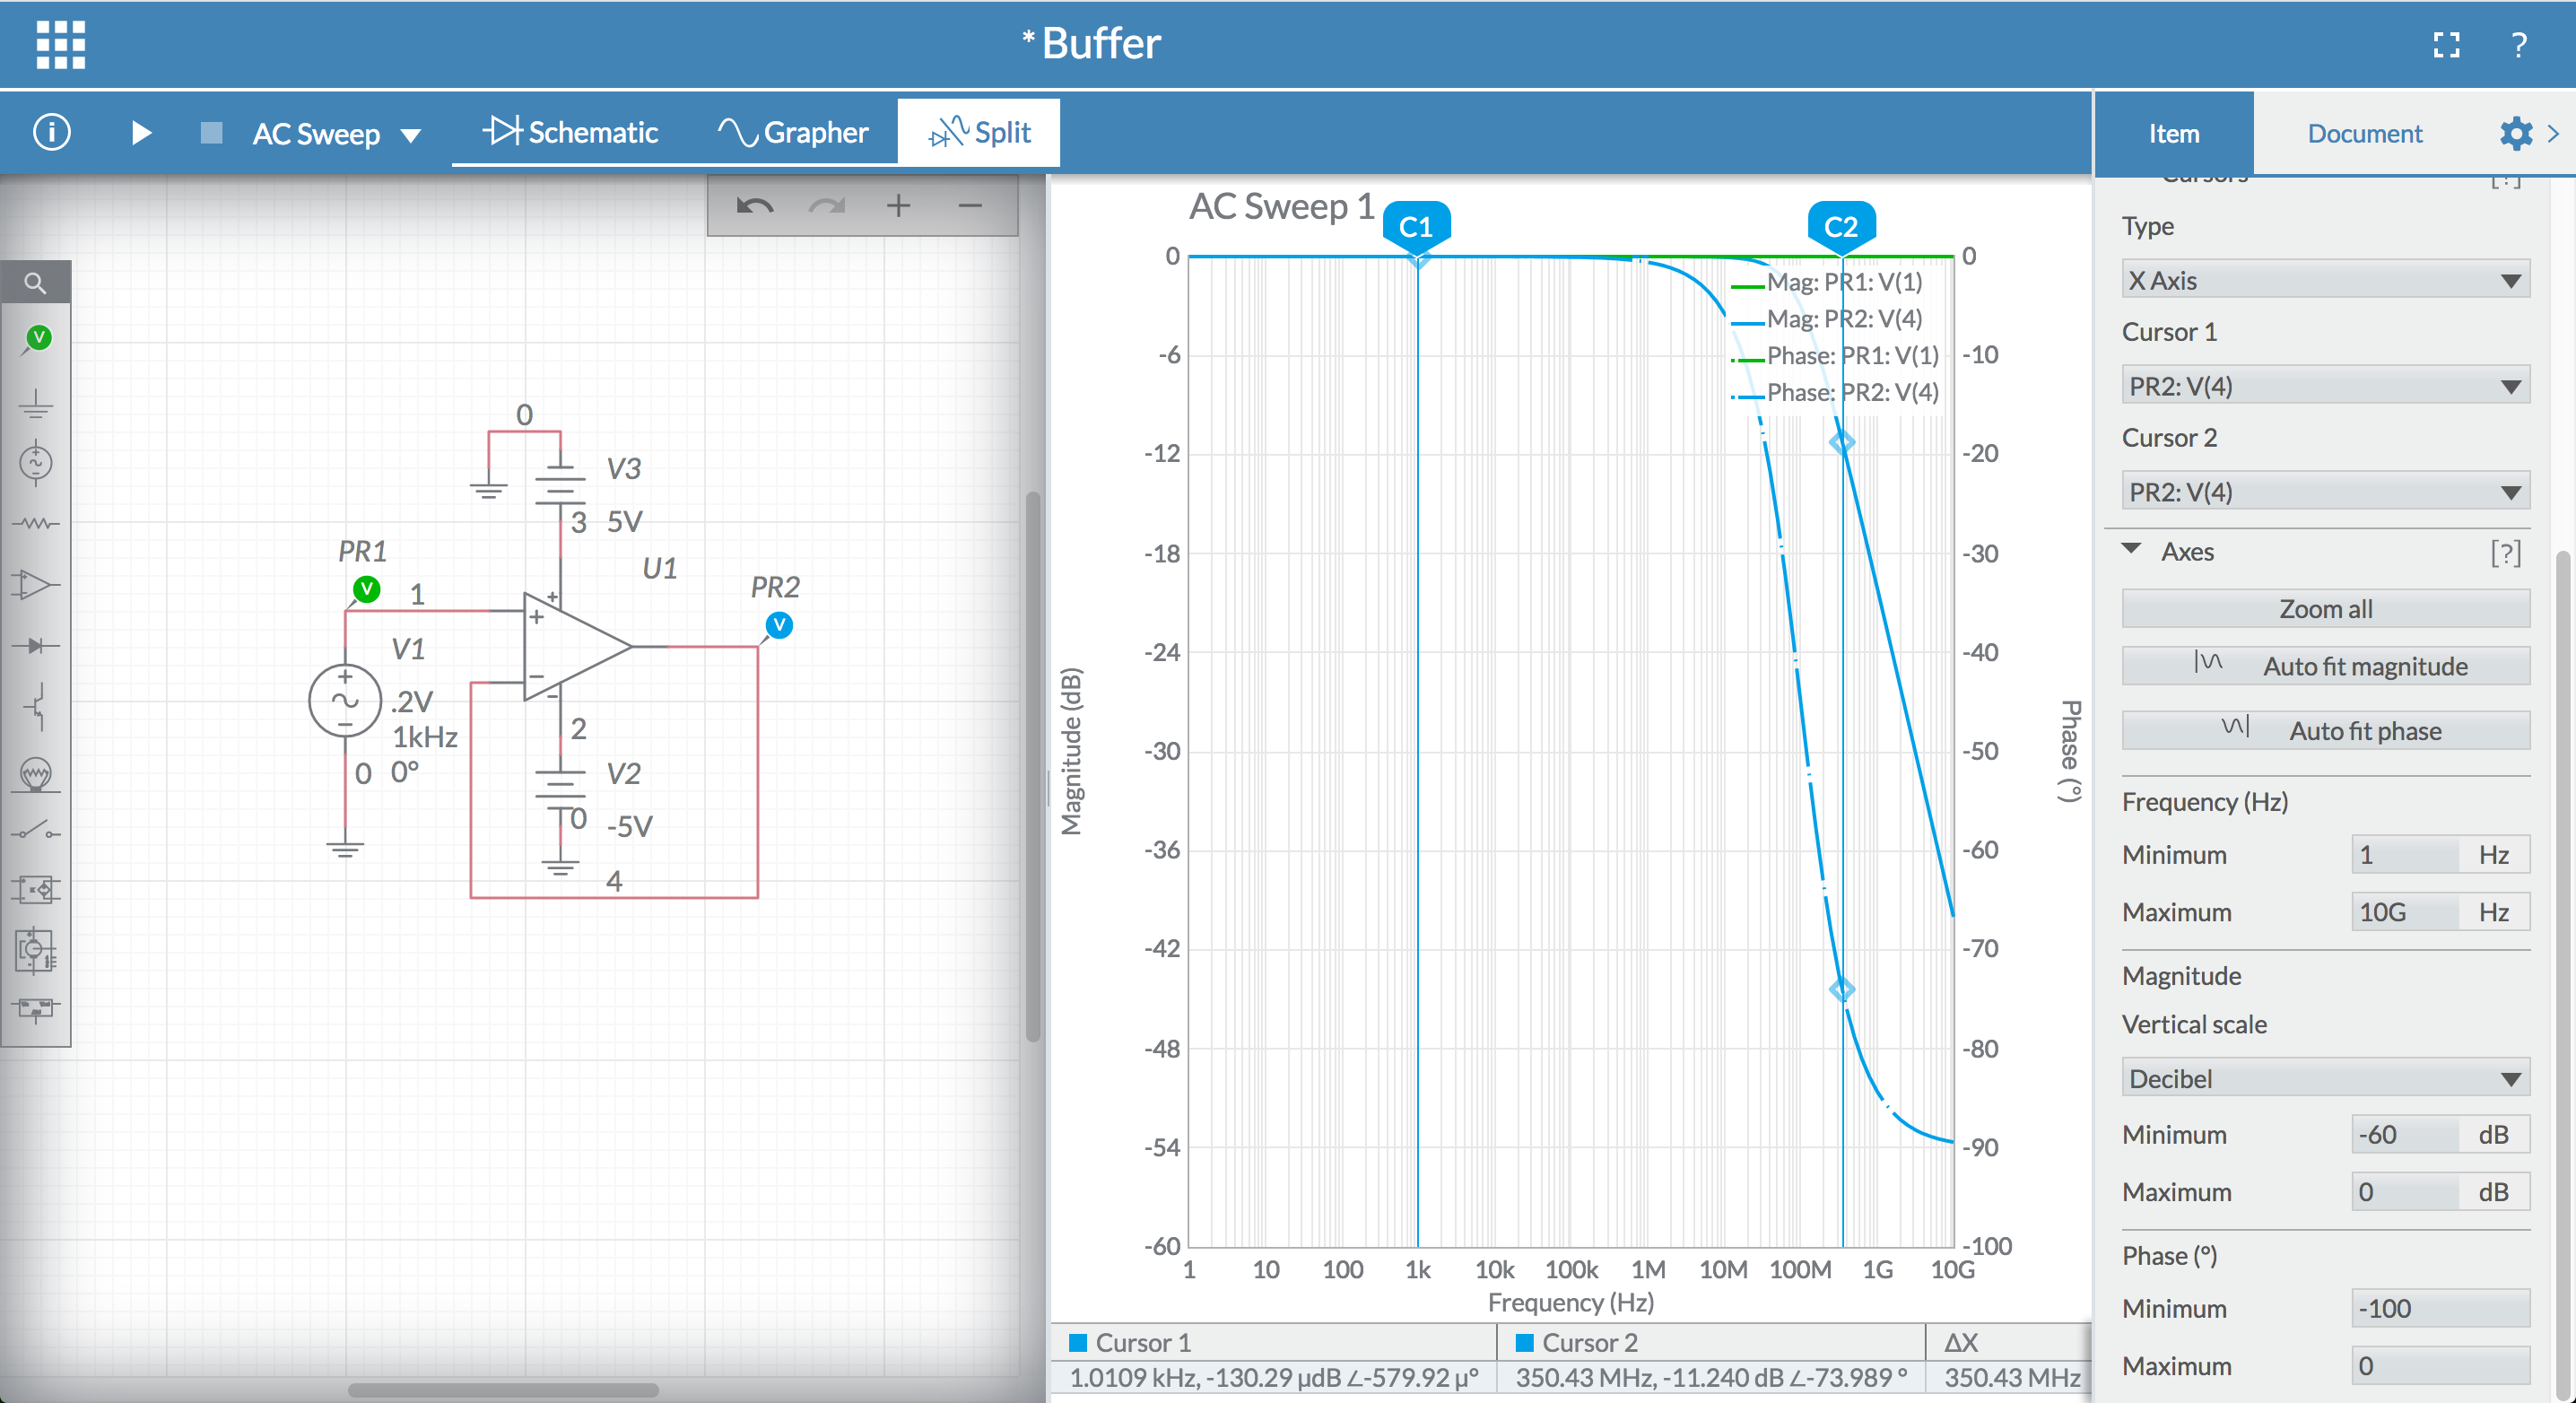 * Buffer
?
i
AC Sweep
Schematic
Grapher
Split
Item
Document
AC Sweep 1
C1
C2
0
-6
-12
-18
-24
-30
-36
-42
-48
-54
-60
Magnitude (dB)
Mag: PR1: V(1)
Mag: PR2: V(4)
Phase: PR1: V(1)
Phase: PR2: V(4)
0
-10
-20
-30
-40
-50
-60
-70
-80
-90
-100
Phase (°)
1 10 100 1k 10k 100k 1M 10M 100M 1G 10G
Frequency (Hz)
Cursor 1
1.0109 kHz, -130.29 µdB ∠-579.92 µ°
Cursor 2
350.43 MHz, -11.240 dB ∠-73.989 °
ΔX
350.43 MHz
V
0
V3
3 5V
PR1
V
1
U1
PR2
V
V1
.2V
1kHz
0 0°
2
V2
0 -5V
4
Cursors
[?]
Type
X Axis
Cursor 1
PR2: V(4)
Cursor 2
PR2: V(4)
Axes
[?]
Zoom all
Auto fit magnitude
Auto fit phase
Frequency (Hz)
Minimum 1 Hz
Maximum 10G Hz
Magnitude
Vertical scale
Decibel
Minimum -60 dB
Maximum 0 dB
Phase (°)
Minimum -100
Maximum 0